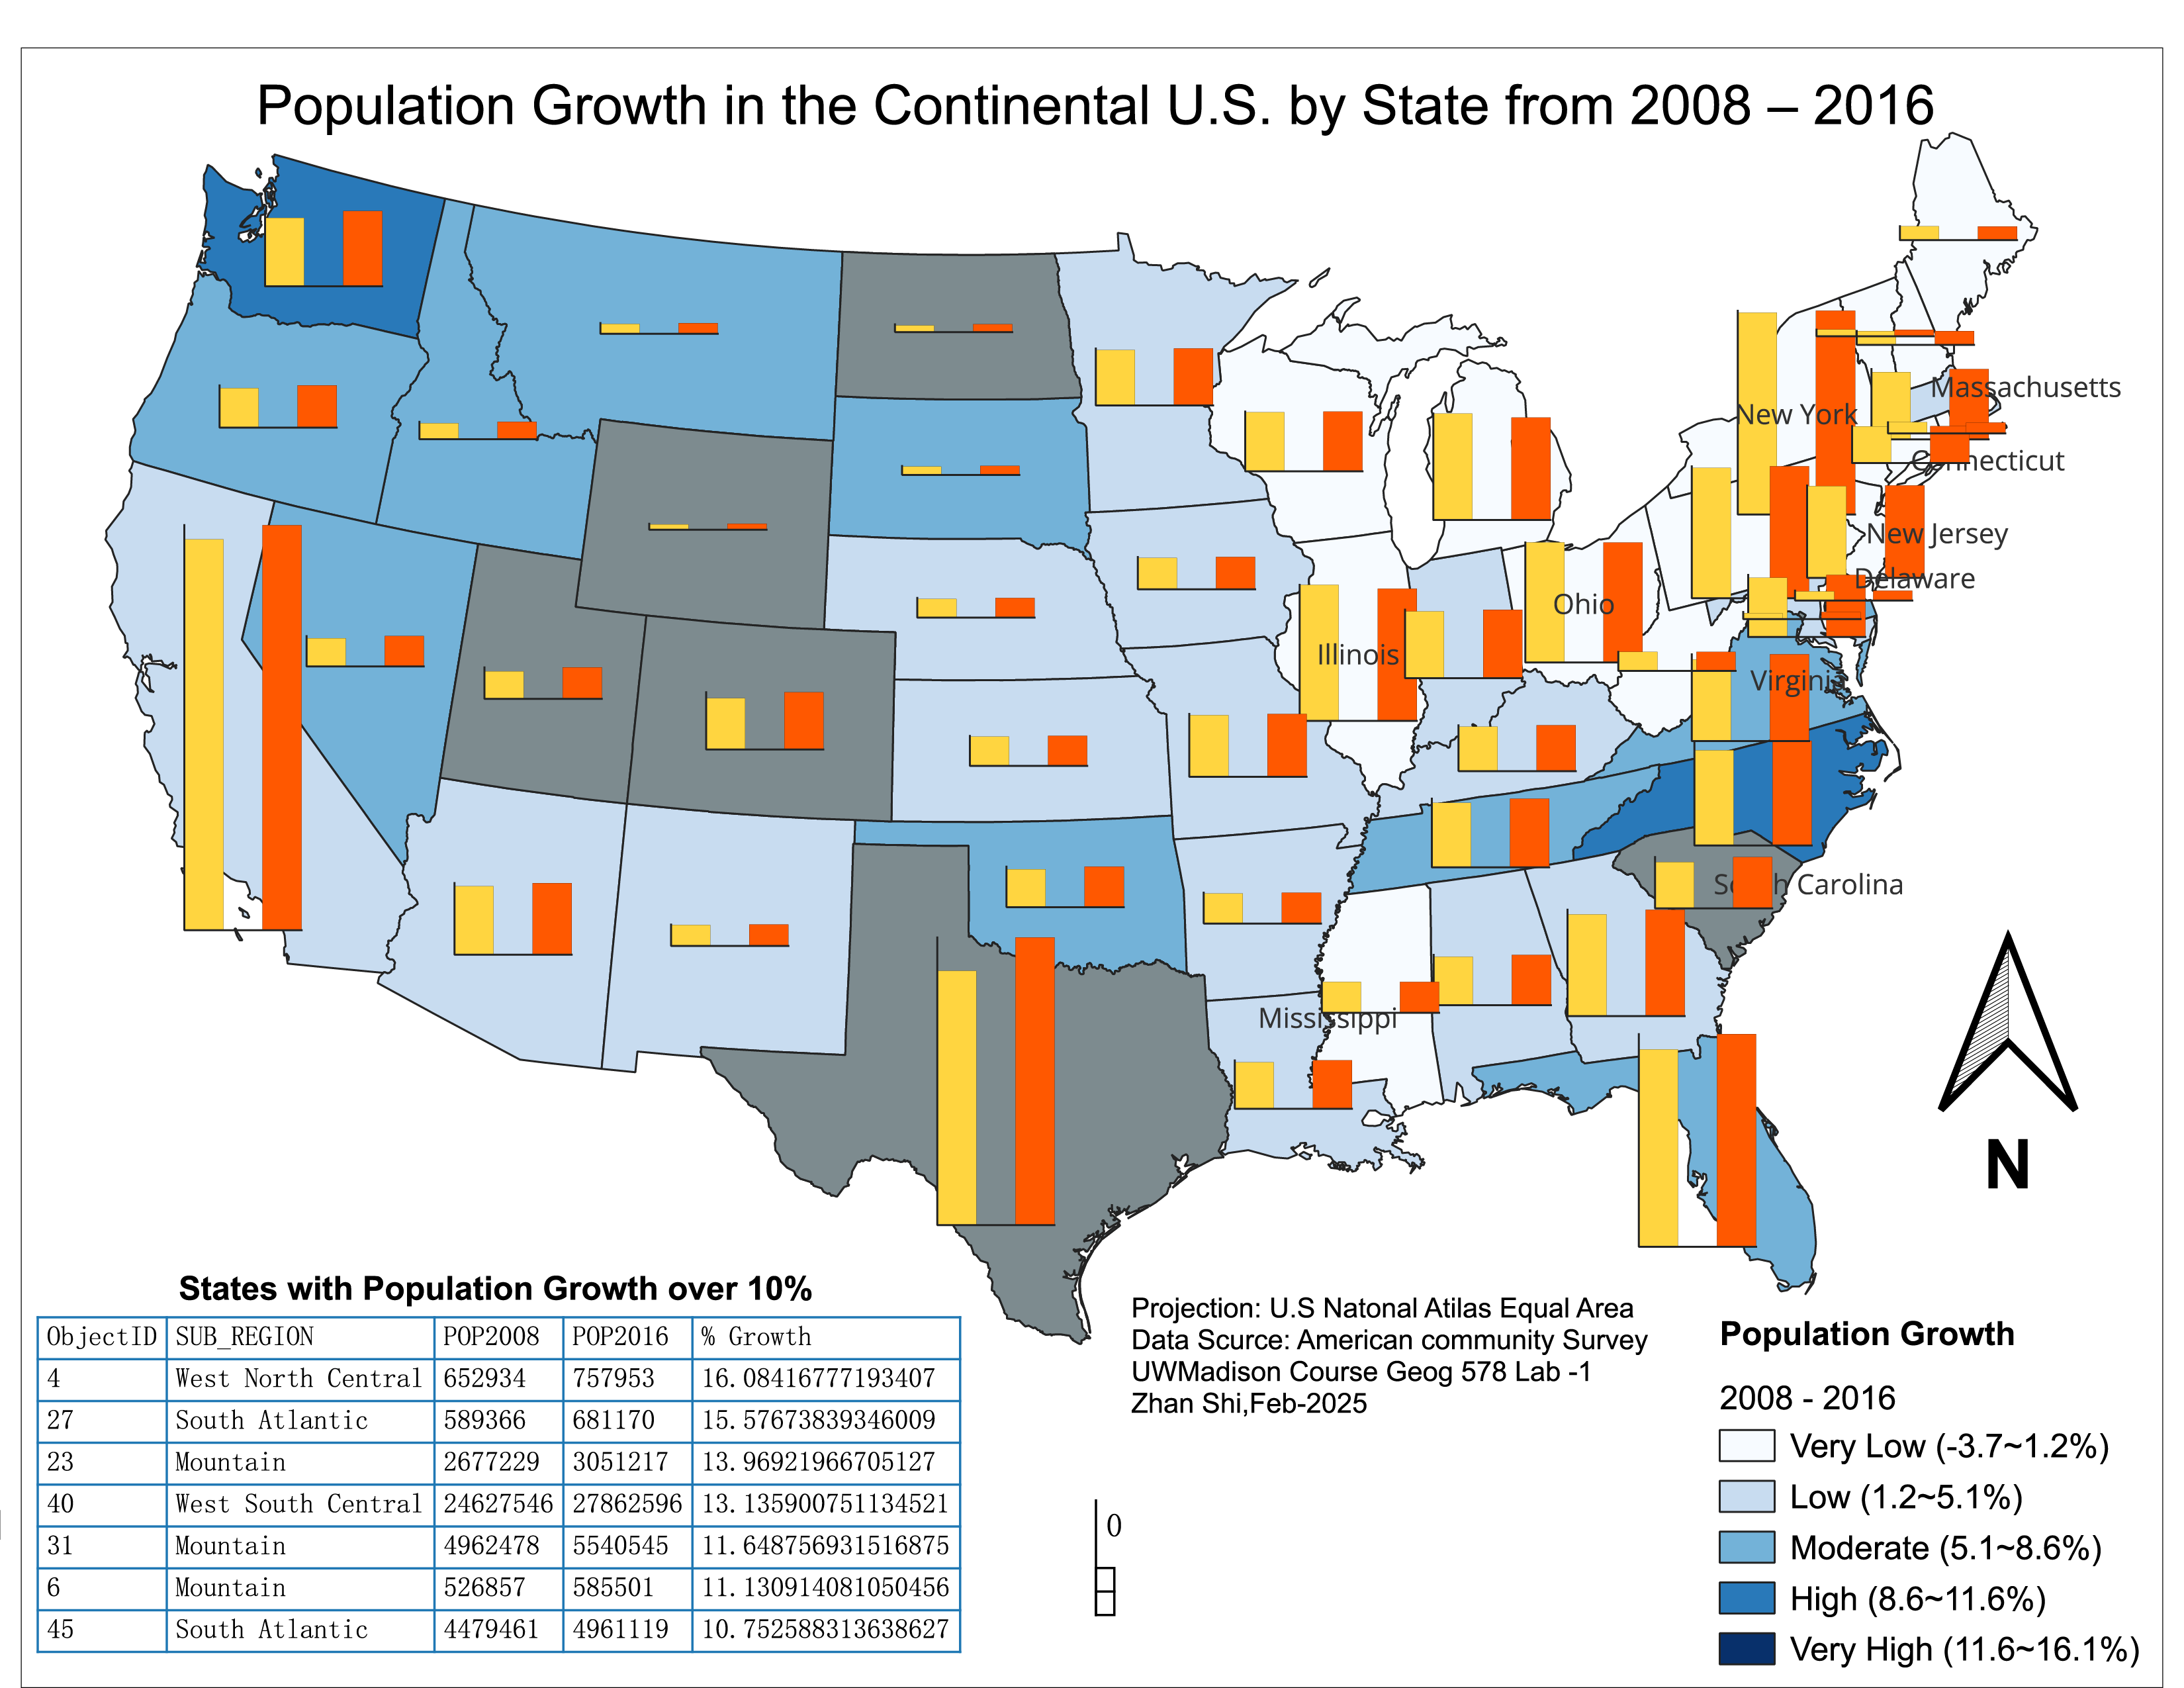 Population Growth in the Continental U.S. by State from 2008 – 2016
Massachusetts
New York
Connecticut
New Jersey
Delaware
Ohio
Illinois
Virginia
South Carolina
Mississippi
N
States with Population Growth over 10%
ObjectID SUB_REGION POP2008 POP2016 % Growth
4 West North Central 652934 757953 16.08416777193407
27 South Atlantic 589366 681170 15.57673839346009
23 Mountain 2677229 3051217 13.96921966705127
40 West South Central 24627546 27862596 13.135900751134521
31 Mountain 4962478 5540545 11.648756931516875
6 Mountain 526857 585501 11.130914081050456
45 South Atlantic 4479461 4961119 10.752588313638627
Projection: U.S Natonal Atilas Equal Area
Data Scurce: American community Survey
UWMadison Course Geog 578 Lab -1
Zhan Shi,Feb-2025
0
Population Growth
2008 - 2016
Very Low (-3.7~1.2%)
Low (1.2~5.1%)
Moderate (5.1~8.6%)
High (8.6~11.6%)
Very High (11.6~16.1%)